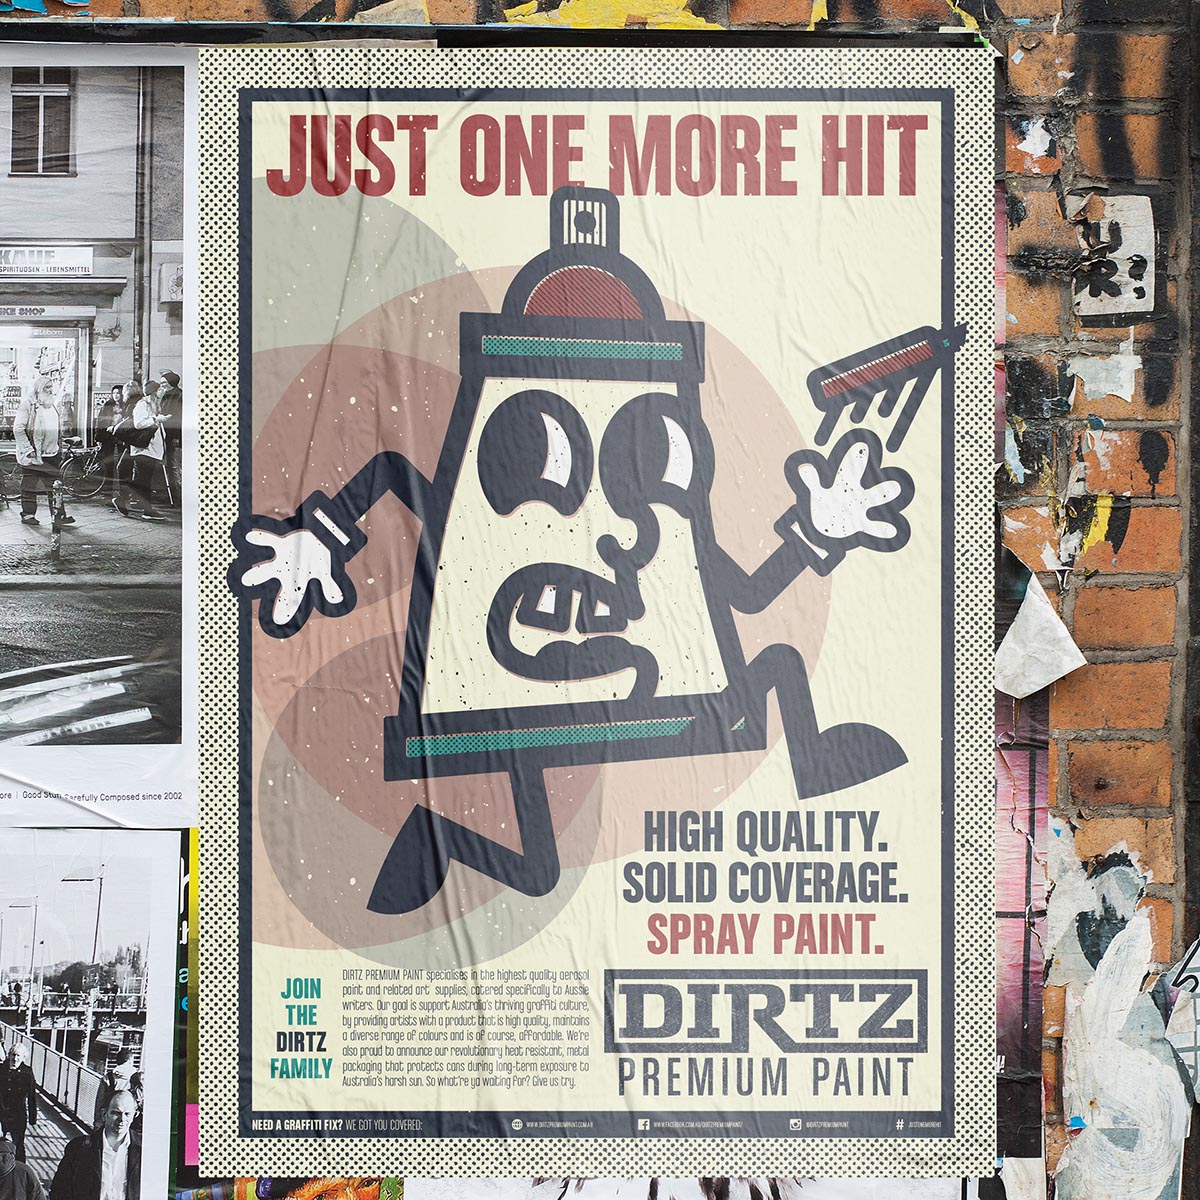 JUST ONE MORE HIT
HIGH QUALITY.
SOLID COVERAGE.
SPRAY PAINT.
JOIN
THE
DIRTZ
FAMILY
DIRTZ PREMIUM PAINT specialises in the highest quality aerosol
paint and related art supplies, catered specifically to Aussie
writers. Our goal is support Australia's thriving graffiti culture,
by providing artists with a product that is high quality, maintains
a diverse range of colours and is of course, affordable. We're
also proud to announce our revolutionary heat resistant, metal
packaging that protects cans during long-term exposure to
Australia's harsh sun. So what're ya waiting for? Give us try.
DIRTZ
PREMIUM PAINT
NEED A GRAFFITI FIX? WE GOT YOU COVERED:
WWW.DIRTZPREMIUMPAINT.COM.AU
WWW.FACEBOOK.COM.AU/DIRTZPREMIUMPAINTZ
@DIRTZPREMIUMPAINT
# JUSTONEMOREHIT
KAUF
SPIRITUOSEN - LEBENSMITTEL
Good Stuff Carefully Composed since 2002